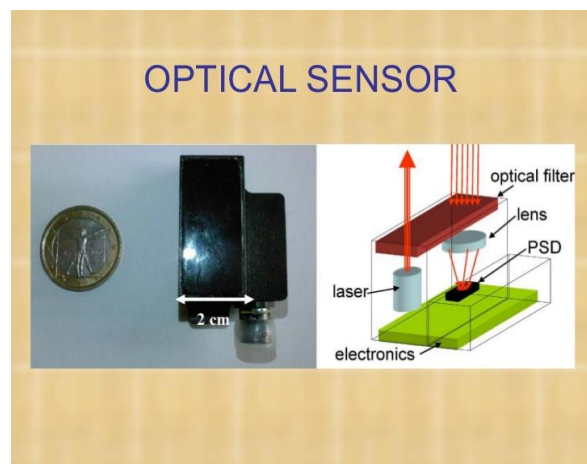 OPTICAL SENSOR
optical filter
lens
PSD
laser
2 cm
electronics